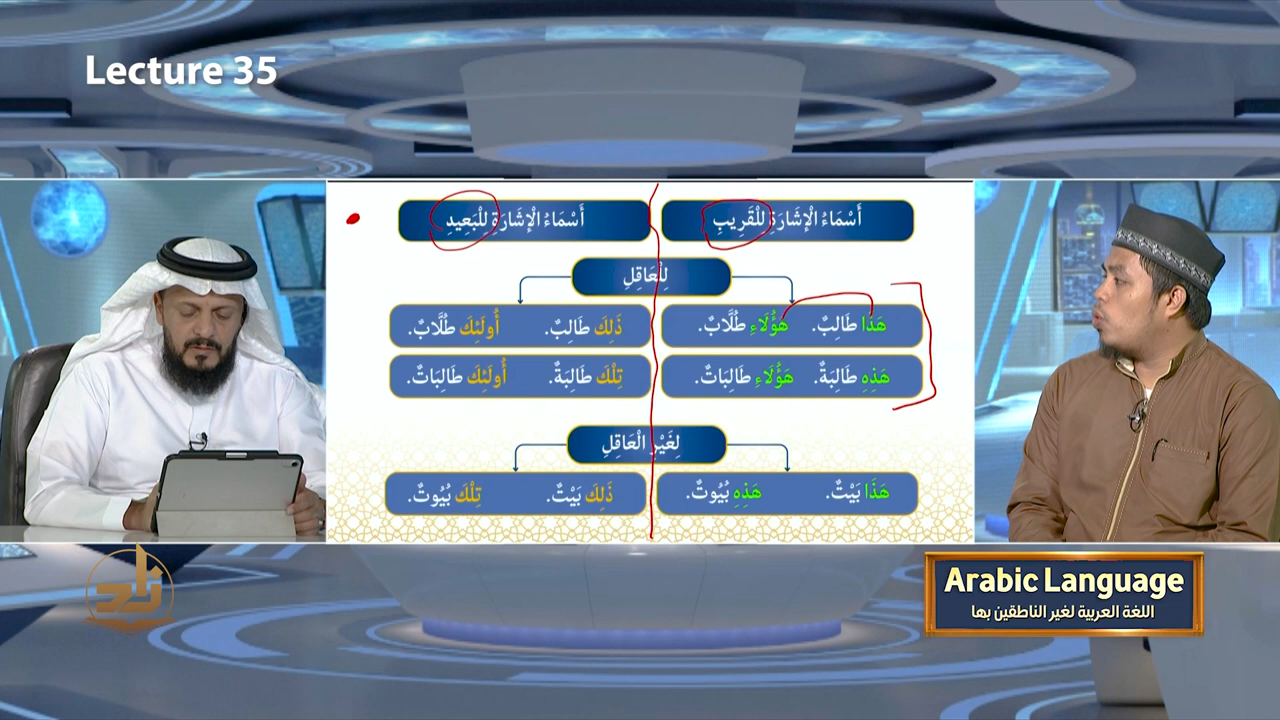 Lecture 35
أَسْمَاءُ الْإِشَارَةِ لِلْقَرِيبِ
أَسْمَاءُ الْإِشَارَةِ لِلْبَعِيدِ
لِلْعَاقِلِ
هَذَا طَالِبٌ. هَؤُلَاءِ طُلَّابٌ.
ذَلِكَ طَالِبٌ. أُولَئِكَ طُلَّابٌ.
هَذِهِ طَالِبَةٌ. هَؤُلَاءِ طَالِبَاتٌ.
تِلْكَ طَالِبَةٌ. أُولَئِكَ طَالِبَاتٌ.
لِغَيْرِ الْعَاقِلِ
هَذَا بَيْتٌ. هَذِهِ بُيُوتٌ.
ذَلِكَ بَيْتٌ. تِلْكَ بُيُوتٌ.
زاد
Arabic Language
اللغة العربية لغير الناطقين بها